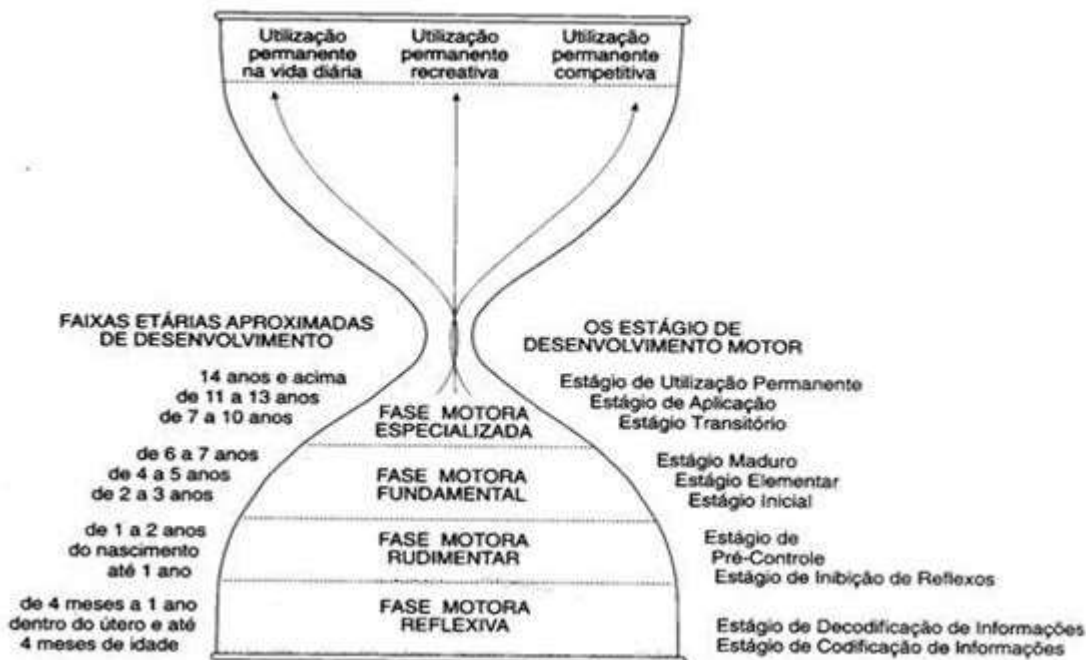 Utilização
permanente
na vida diária
Utilização
permanente
recreativa
Utilização
permanente
competitiva
FAIXAS ETÁRIAS APROXIMADAS
DE DESENVOLVIMENTO
OS ESTÁGIO DE
DESENVOLVIMENTO MOTOR
14 anos e acima
de 11 a 13 anos
de 7 a 10 anos
FASE MOTORA
ESPECIALIZADA
Estágio de Utilização Permanente
Estágio de Aplicação
Estágio Transitório
de 6 a 7 anos
de 4 a 5 anos
de 2 a 3 anos
FASE MOTORA
FUNDAMENTAL
Estágio Maduro
Estágio Elementar
Estágio Inicial
de 1 a 2 anos
do nascimento
até 1 ano
FASE MOTORA
RUDIMENTAR
Estágio de
Pré-Controle
Estágio de Inibição de Reflexos
de 4 meses a 1 ano
dentro do útero e até
4 meses de idade
FASE MOTORA
REFLEXIVA
Estágio de Decodificação de Informações
Estágio de Codificação de Informações